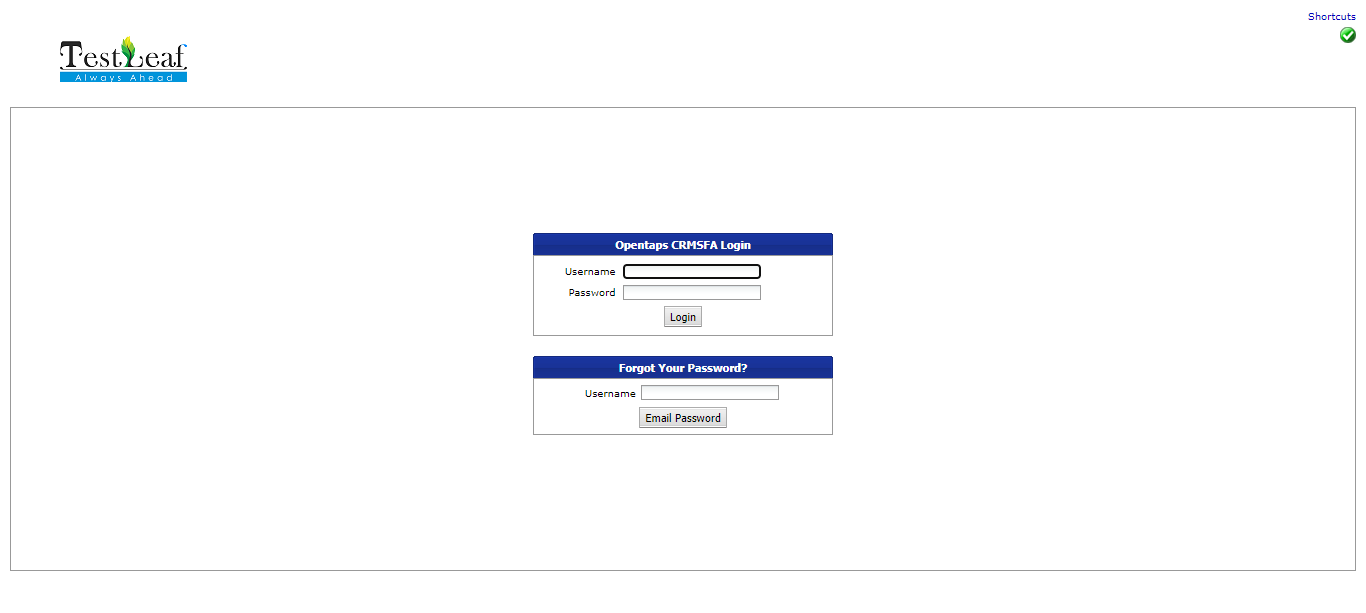 Shortcuts
TestLeaf
Always Ahead
Opentaps CRMSFA Login
Username
Password
Login
Forgot Your Password?
Username
Email Password